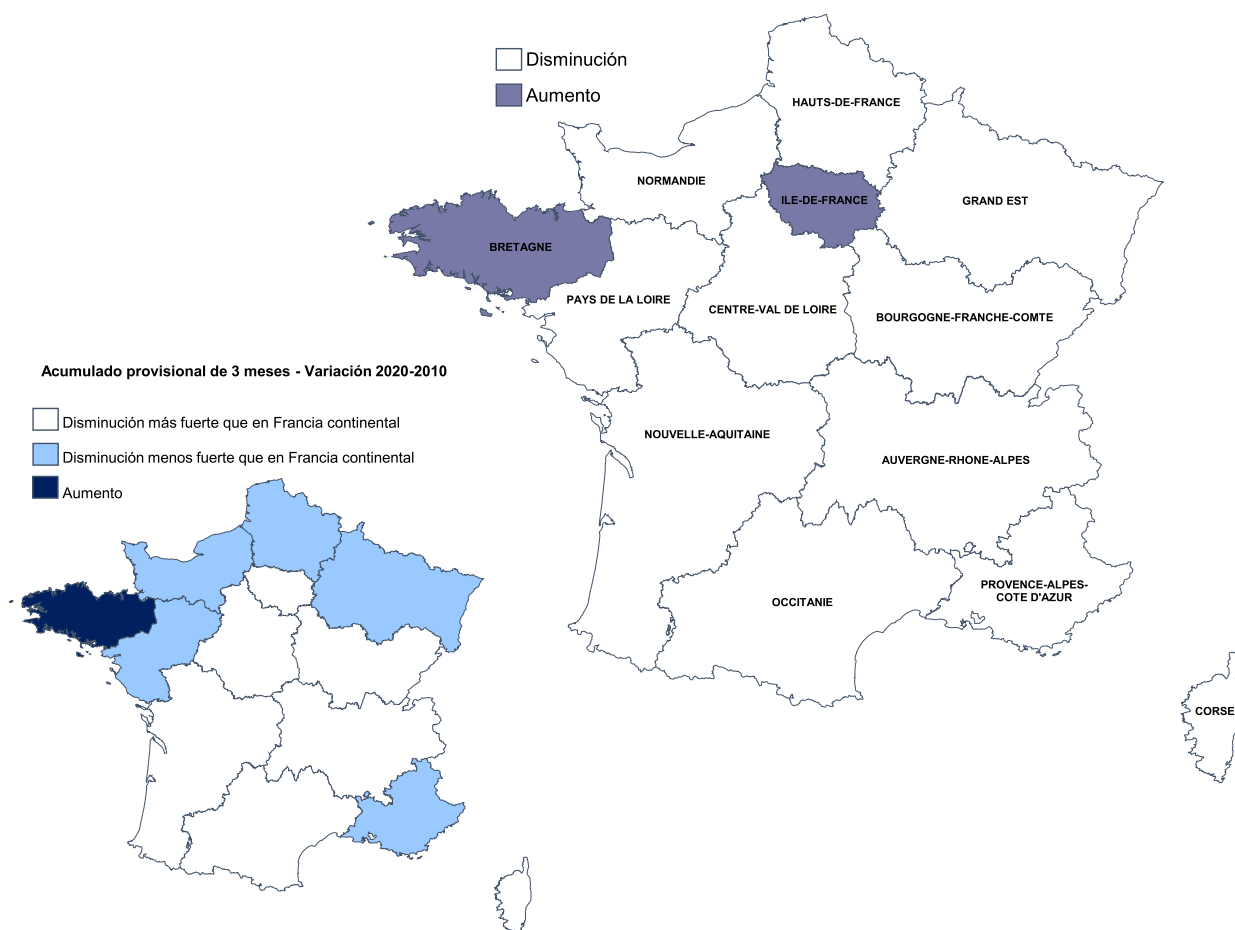 Disminución
Aumento
HAUTS-DE-FRANCE
NORMANDIE
ILE-DE-FRANCE
GRAND EST
BRETAGNE
PAYS DE LA LOIRE
CENTRE-VAL DE LOIRE
BOURGOGNE-FRANCHE-COMTE
NOUVELLE-AQUITAINE
AUVERGNE-RHONE-ALPES
OCCITANIE
PROVENCE-ALPES-
COTE D'AZUR
CORSE
Acumulado provisional de 3 meses - Variación 2020-2010
Disminución más fuerte que en Francia continental
Disminución menos fuerte que en Francia continental
Aumento